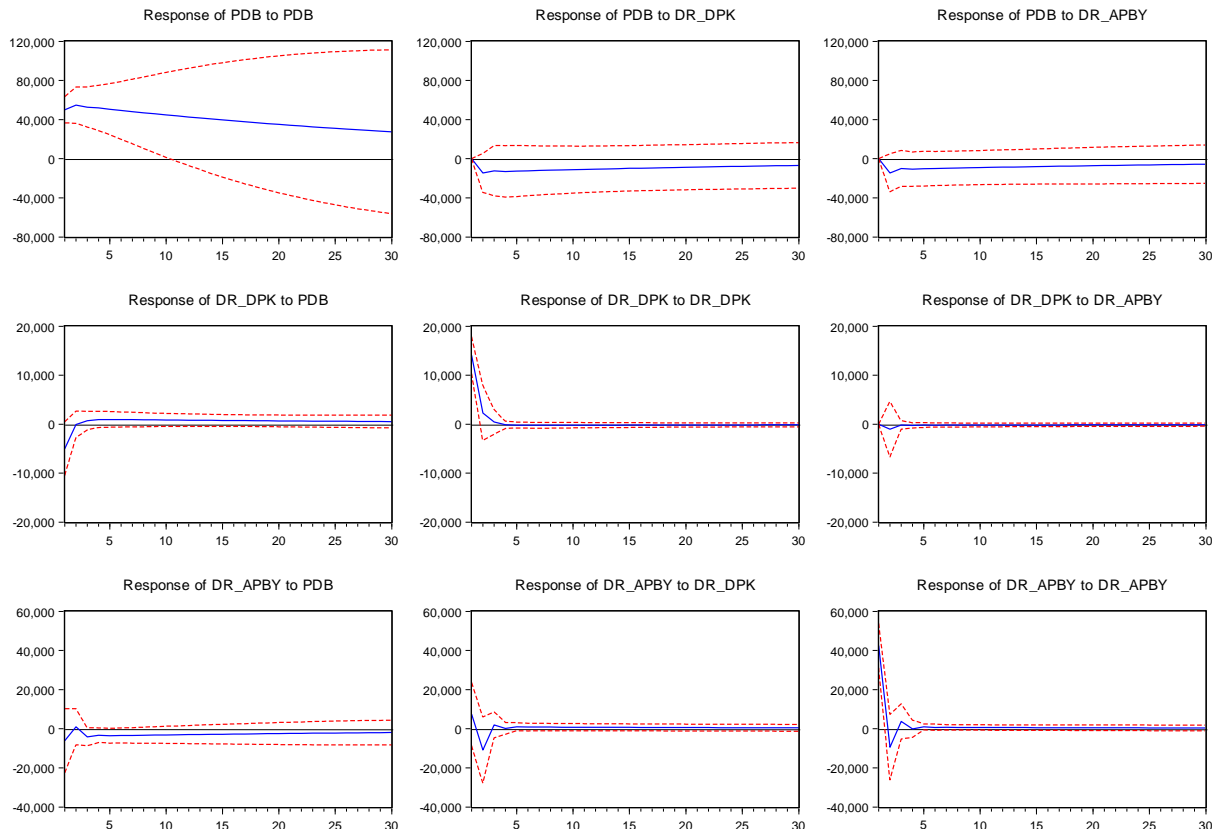 Response of PDB to PDB
120,000
80,000
40,000
0
-40,000
-80,000
5 10 15 20 25 30
Response of PDB to DR_DPK
120,000
80,000
40,000
0
-40,000
-80,000
5 10 15 20 25 30
Response of PDB to DR_APBY
120,000
80,000
40,000
0
-40,000
-80,000
5 10 15 20 25 30
Response of DR_DPK to PDB
20,000
10,000
0
-10,000
-20,000
5 10 15 20 25 30
Response of DR_DPK to DR_DPK
20,000
10,000
0
-10,000
-20,000
5 10 15 20 25 30
Response of DR_DPK to DR_APBY
20,000
10,000
0
-10,000
-20,000
5 10 15 20 25 30
Response of DR_APBY to PDB
60,000
40,000
20,000
0
-20,000
-40,000
5 10 15 20 25 30
Response of DR_APBY to DR_DPK
60,000
40,000
20,000
0
-20,000
-40,000
5 10 15 20 25 30
Response of DR_APBY to DR_APBY
60,000
40,000
20,000
0
-20,000
-40,000
5 10 15 20 25 30